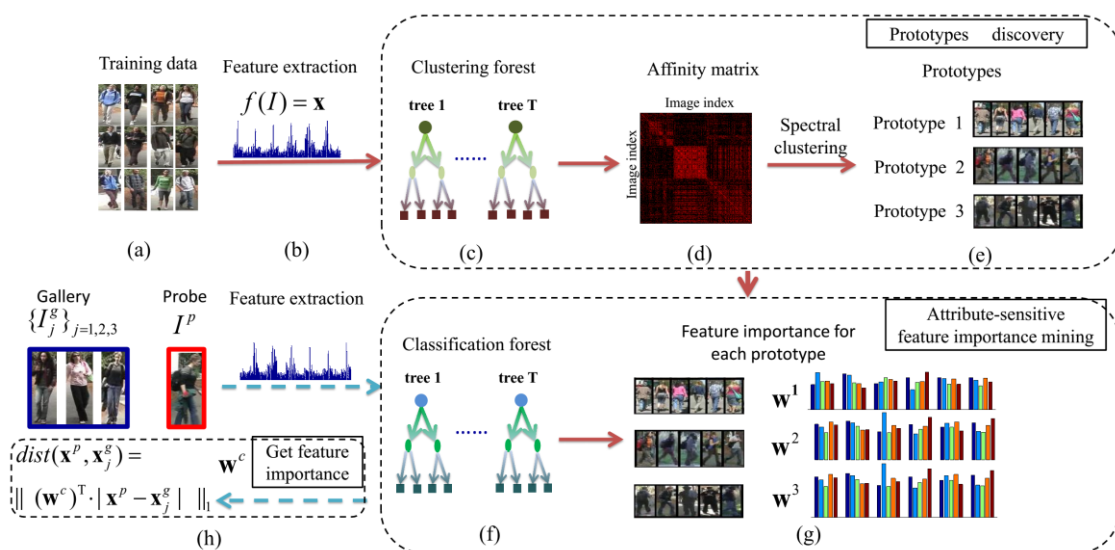 Prototypes discovery
Training data
Feature extraction
f(I) = x
Clustering forest
tree 1
tree T
......
Affinity matrix
Image index
Image index
Spectral
clustering
Prototypes
Prototype 1
Prototype 2
Prototype 3
(a)
(b)
(c)
(d)
(e)
Gallery
{I_j^g}_{j=1,2,3}
Probe
I^p
Feature extraction
Classification forest
tree 1
tree T
......
Feature importance for
each prototype
Attribute-sensitive
feature importance mining
w^1
w^2
w^3
dist(x^p, x_j^g) =
|| (w^c)^T · | x^p − x_j^g | ||_1
w^c
Get feature
importance
(h)
(f)
(g)